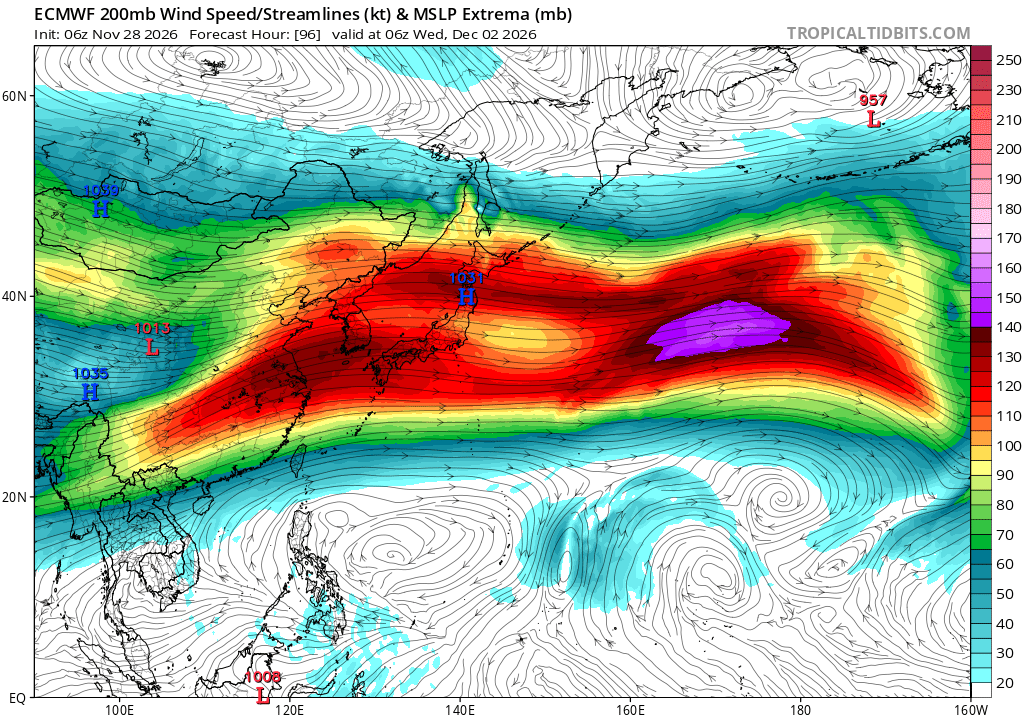 ECMWF 200mb Wind Speed/Streamlines (kt) & MSLP Extrema (mb)
Init: 06z Nov 28 2026 Forecast Hour: [96] valid at 06z Wed, Dec 02 2026
TROPICALTIDBITS.COM
60N
40N
20N
EQ
100E
120E
140E
160E
180
160W
957
L
1039
H
1031
H
1013
L
1035
H
1008
L
250
230
210
200
190
180
170
160
150
140
130
120
110
100
90
80
70
60
50
40
30
20